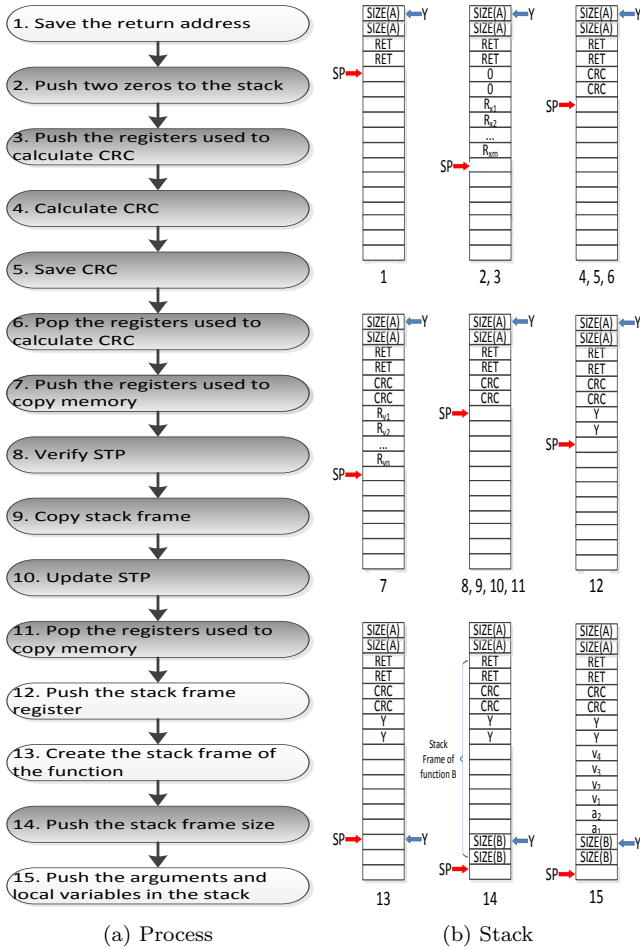 1. Save the return address
2. Push two zeros to the stack
3. Push the registers used to
calculate CRC
4. Calculate CRC
5. Save CRC
6. Pop the registers used to
calculate CRC
7. Push the registers used to
copy memory
8. Verify STP
9. Copy stack frame
10. Update STP
11. Pop the registers used to
copy memory
12. Push the stack frame
register
13. Create the stack frame of
the function
14. Push the stack frame size
15. Push the arguments and
local variables in the stack
(a) Process
SIZE(A) Y
SIZE(A)
RET
RET
SP
1
SIZE(A) Y
SIZE(A)
RET
RET
0
0
Rx1
Rx2
...
Rxm
SP
2, 3
SIZE(A) Y
SIZE(A)
RET
RET
CRC
CRC
SP
4, 5, 6
SIZE(A) Y
SIZE(A)
RET
RET
CRC
CRC
Ry1
Ry2
...
Ryn
SP
7
SIZE(A) Y
SIZE(A)
RET
RET
CRC
CRC
SP
8, 9, 10, 11
SIZE(A) Y
SIZE(A)
RET
RET
CRC
CRC
Y
Y
SP
12
SIZE(A)
SIZE(A)
RET
RET
CRC
CRC
Y
Y
SP Y
13
SIZE(A)
SIZE(A)
RET
RET
CRC
CRC
Y
Y
Stack
Frame of
function B
SIZE(B) Y
SIZE(B)
SP
14
SIZE(A)
SIZE(A)
RET
RET
CRC
CRC
Y
Y
v4
v3
v2
v1
a2
a1
SIZE(B) Y
SIZE(B)
SP
15
(b) Stack